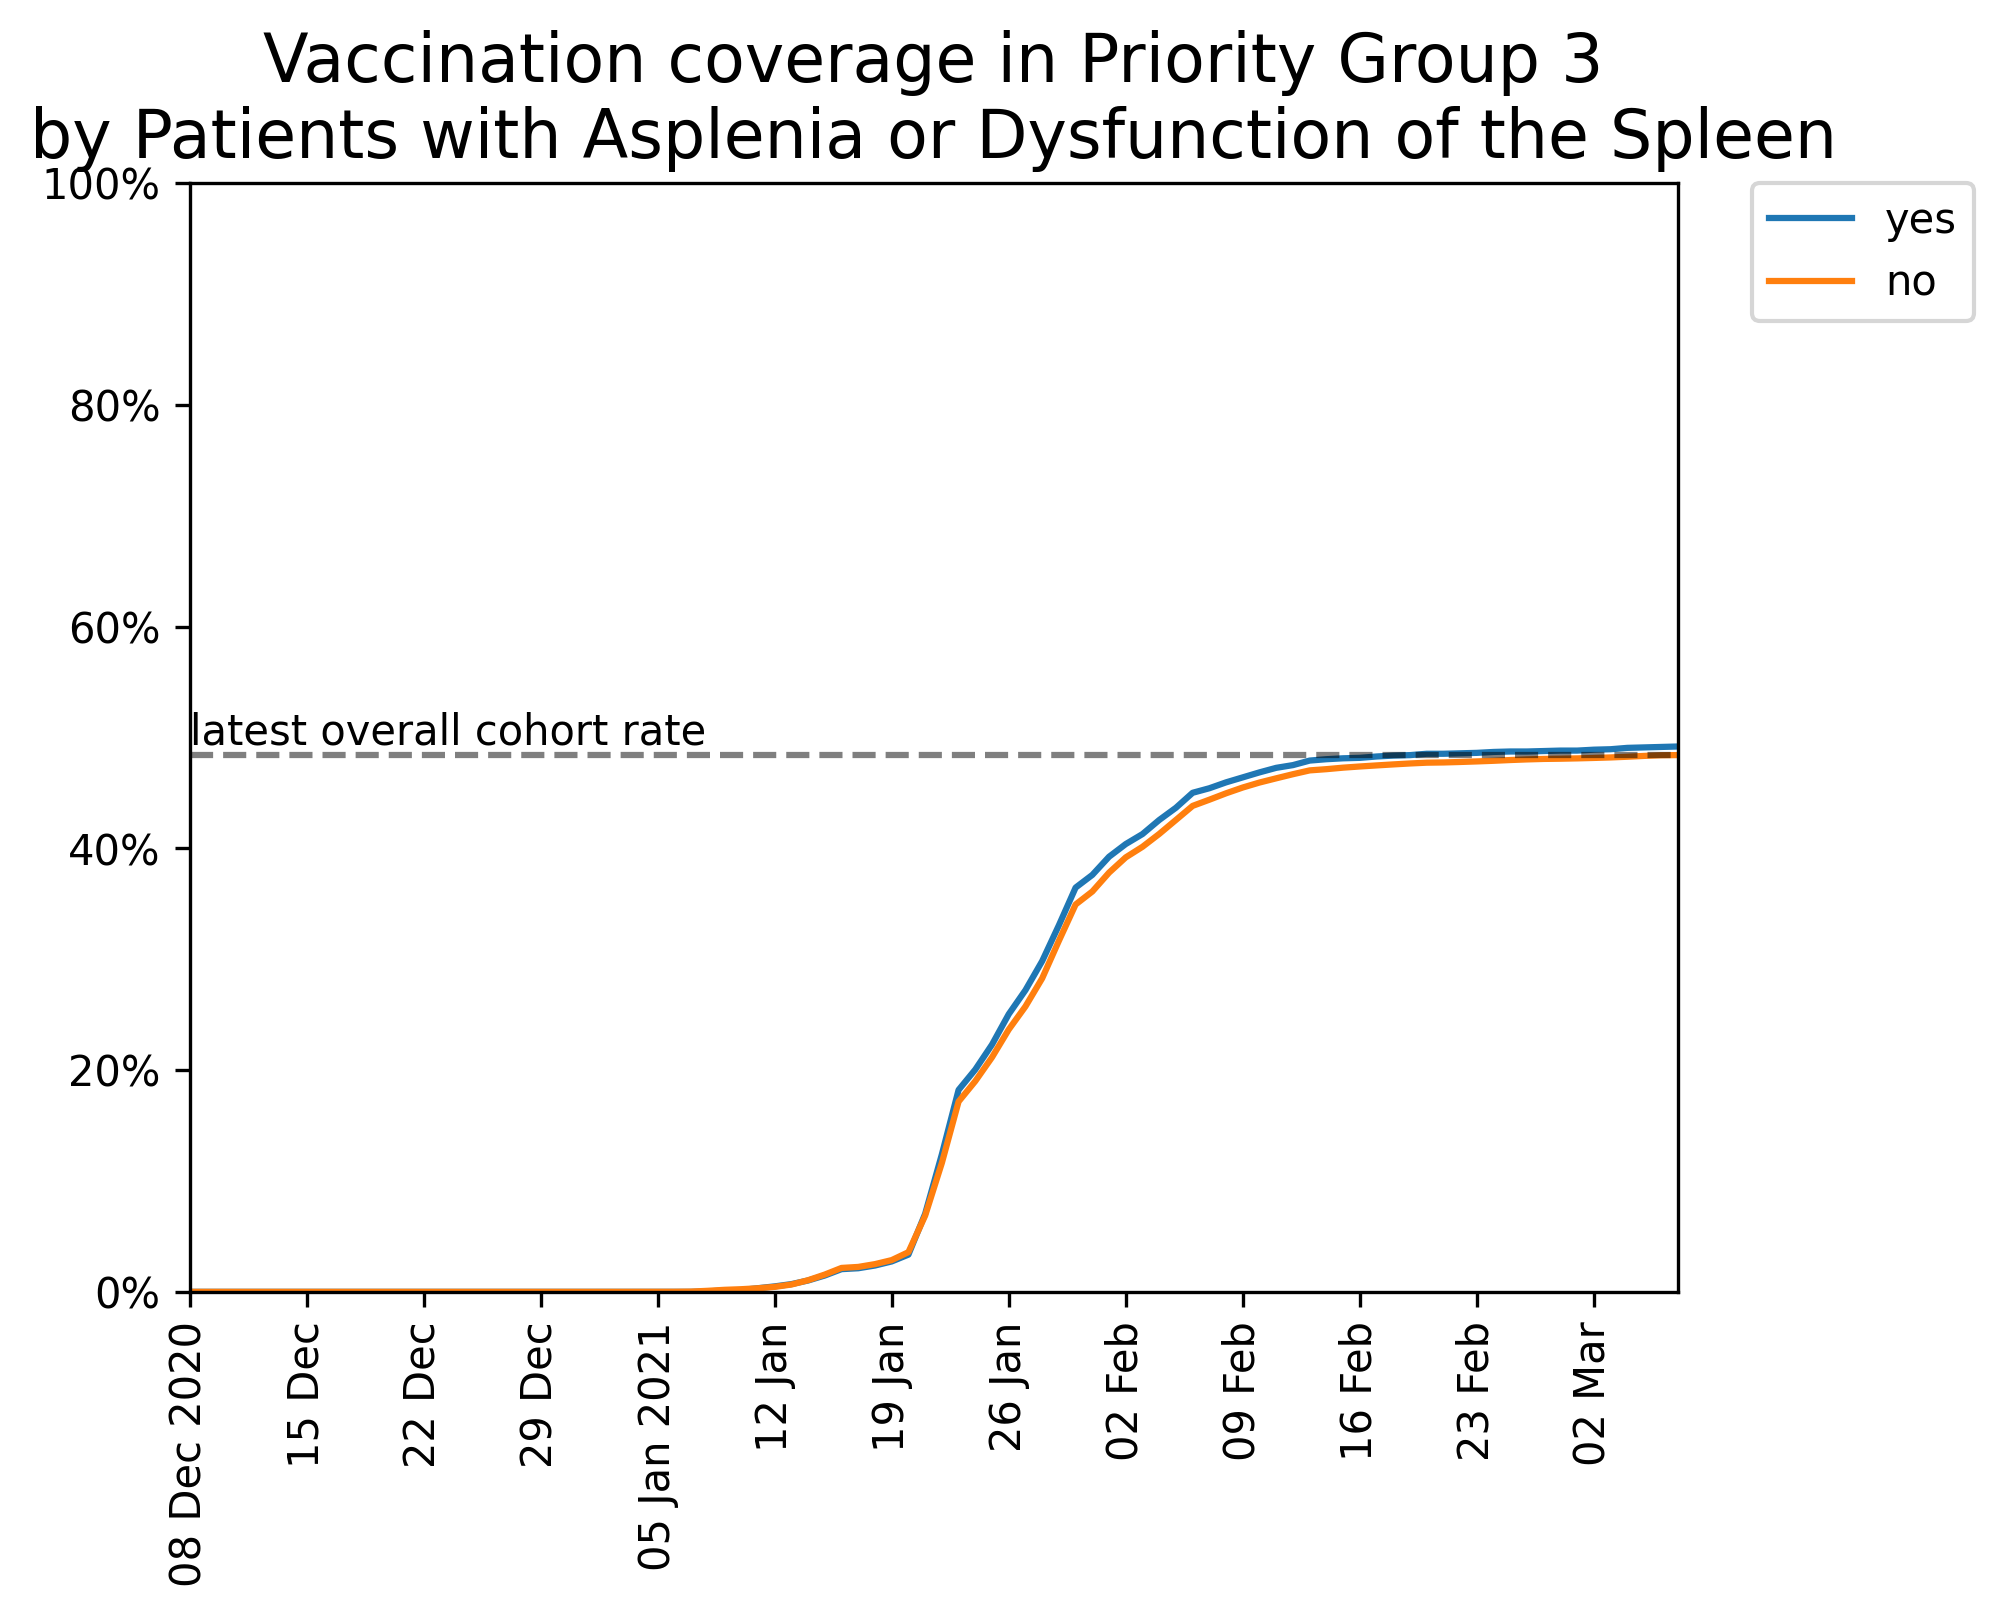 Vaccination coverage in Priority Group 3
by Patients with Asplenia or Dysfunction of the Spleen
100%
80%
60%
40%
20%
0%
latest overall cohort rate
yes
no
08 Dec 2020
15 Dec
22 Dec
29 Dec
05 Jan 2021
12 Jan
19 Jan
26 Jan
02 Feb
09 Feb
16 Feb
23 Feb
02 Mar